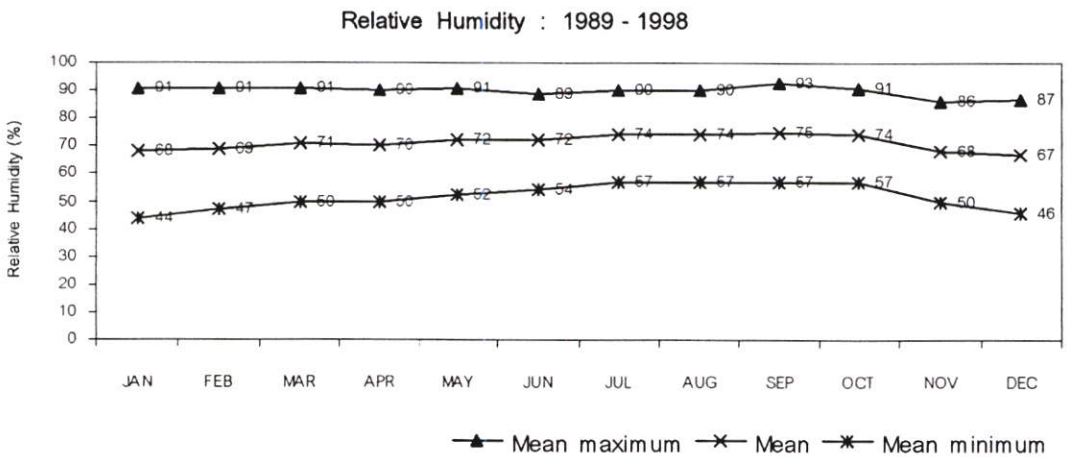 Relative Humidity : 1989 - 1998
Relative Humidity (%)
100
90
80
70
60
50
40
30
20
10
0
91 91 91 90 91 89 90 90 93 91 86 87
68 69 71 70 72 72 74 74 75 74 68 67
44 47 50 50 52 54 57 57 57 57 50 46
JAN FEB MAR APR MAY JUN JUL AUG SEP OCT NOV DEC
Mean maximum Mean Mean minimum